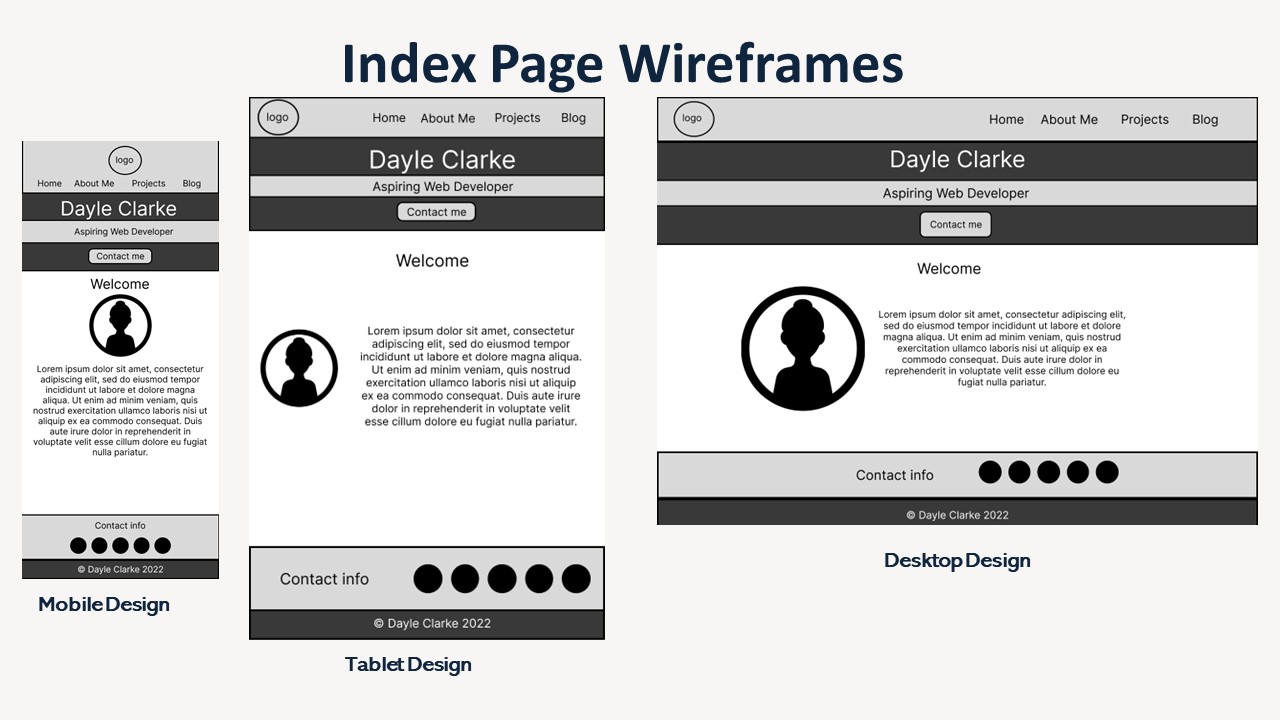 Index Page Wireframes
logo
Home About Me Projects Blog
Dayle Clarke
Aspiring Web Developer
Contact me
Welcome
Lorem ipsum dolor sit amet, consectetur
adipiscing elit, sed do eiusmod tempor
incididunt ut labore et dolore magna
aliqua. Ut enim ad minim veniam, quis
nostrud exercitation ullamco laboris nisi ut
aliquip ex ea commodo consequat. Duis
aute irure dolor in reprehenderit in
voluptate velit esse cillum dolore eu fugiat
nulla pariatur.
Contact info
© Dayle Clarke 2022
Mobile Design
logo
Home About Me Projects Blog
Dayle Clarke
Aspiring Web Developer
Contact me
Welcome
Lorem ipsum dolor sit amet, consectetur
adipiscing elit, sed do eiusmod tempor
incididunt ut labore et dolore magna aliqua.
Ut enim ad minim veniam, quis nostrud
exercitation ullamco laboris nisi ut aliquip
ex ea commodo consequat. Duis aute irure
dolor in reprehenderit in voluptate velit
esse cillum dolore eu fugiat nulla pariatur.
Contact info
© Dayle Clarke 2022
Tablet Design
logo
Home About Me Projects Blog
Dayle Clarke
Aspiring Web Developer
Contact me
Welcome
Lorem ipsum dolor sit amet, consectetur adipiscing elit,
sed do eiusmod tempor incididunt ut labore et dolore
magna aliqua. Ut enim ad minim veniam, quis nostrud
exercitation ullamco laboris nisi ut aliquip ex ea
commodo consequat. Duis aute irure dolor in
reprehenderit in voluptate velit esse cillum dolore eu
fugiat nulla pariatur.
Contact info
© Dayle Clarke 2022
Desktop Design